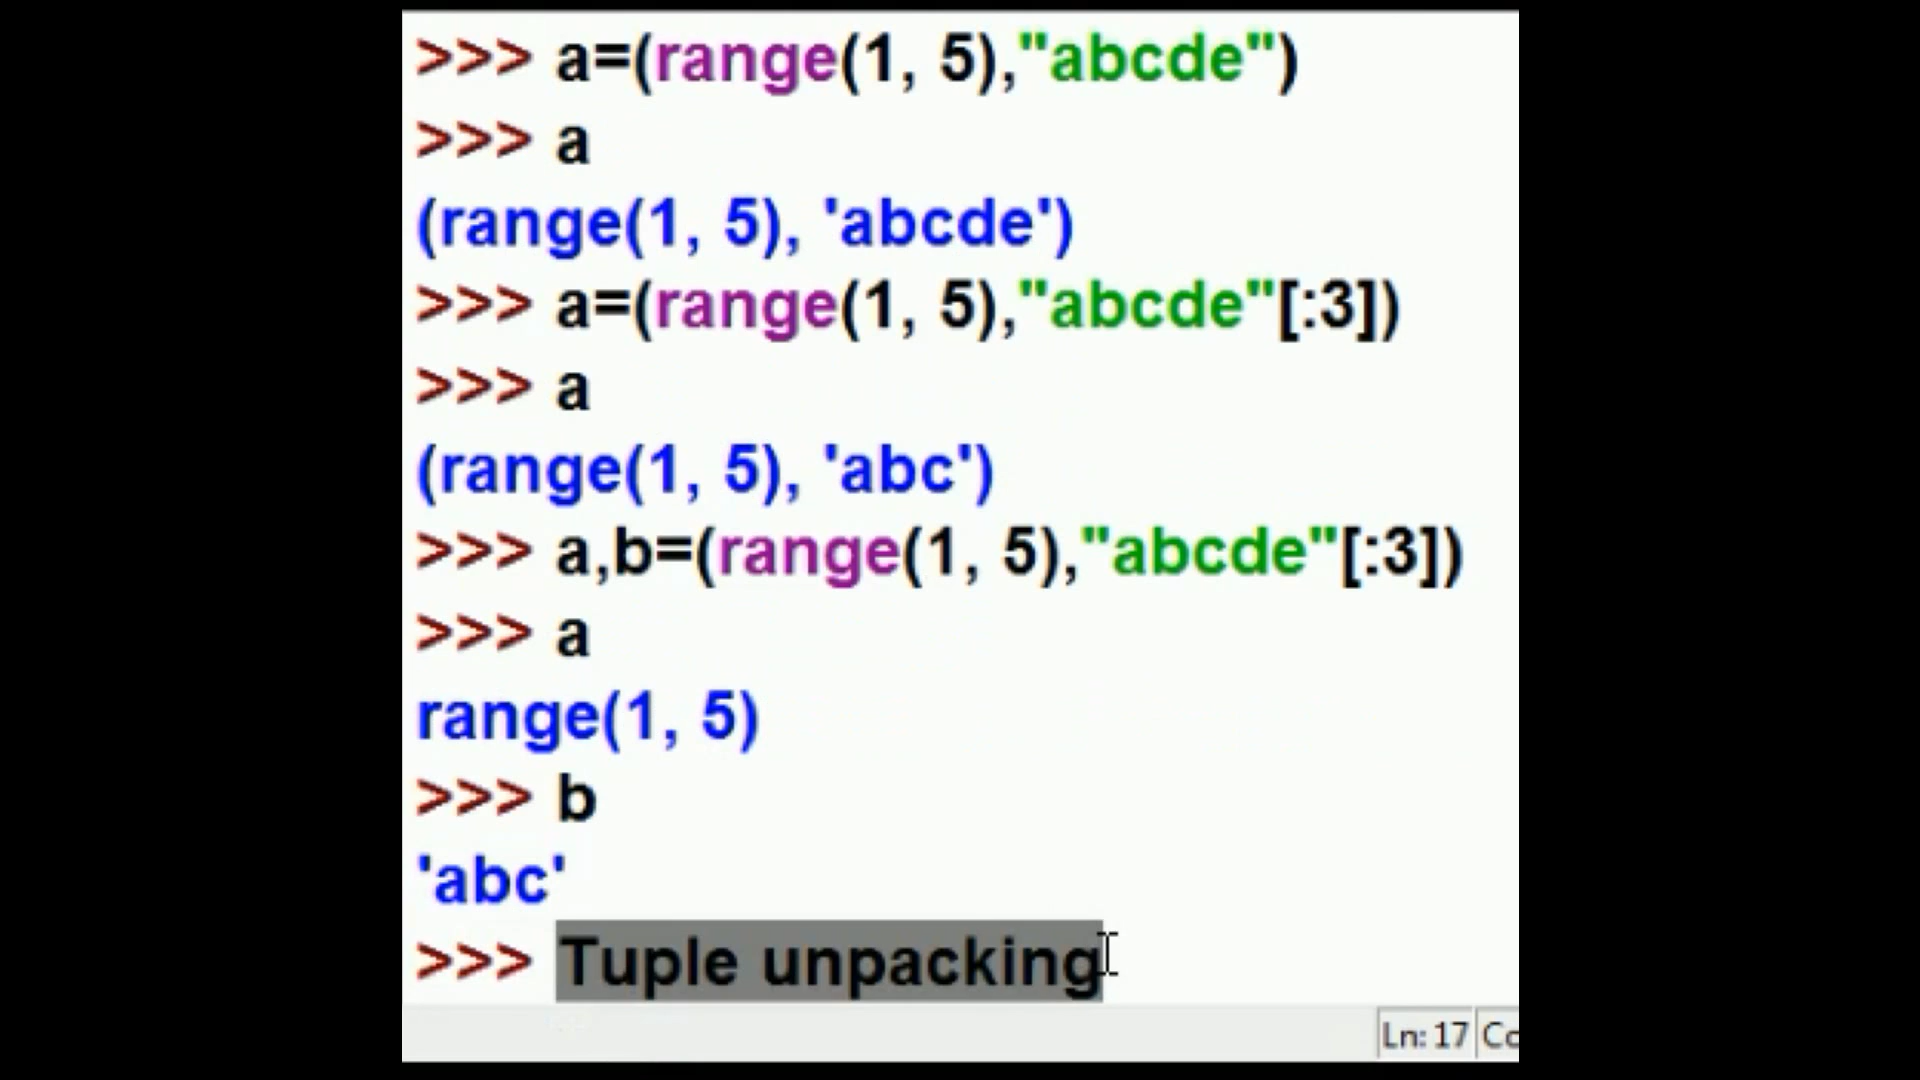 >>> a=(range(1, 5),"abcde")
>>> a
(range(1, 5), 'abcde')
>>> a=(range(1, 5),"abcde"[:3])
>>> a
(range(1, 5), 'abc')
>>> a,b=(range(1, 5),"abcde"[:3])
>>> a
range(1, 5)
>>> b
'abc'
>>> Tuple unpacking
Ln: 17 Co